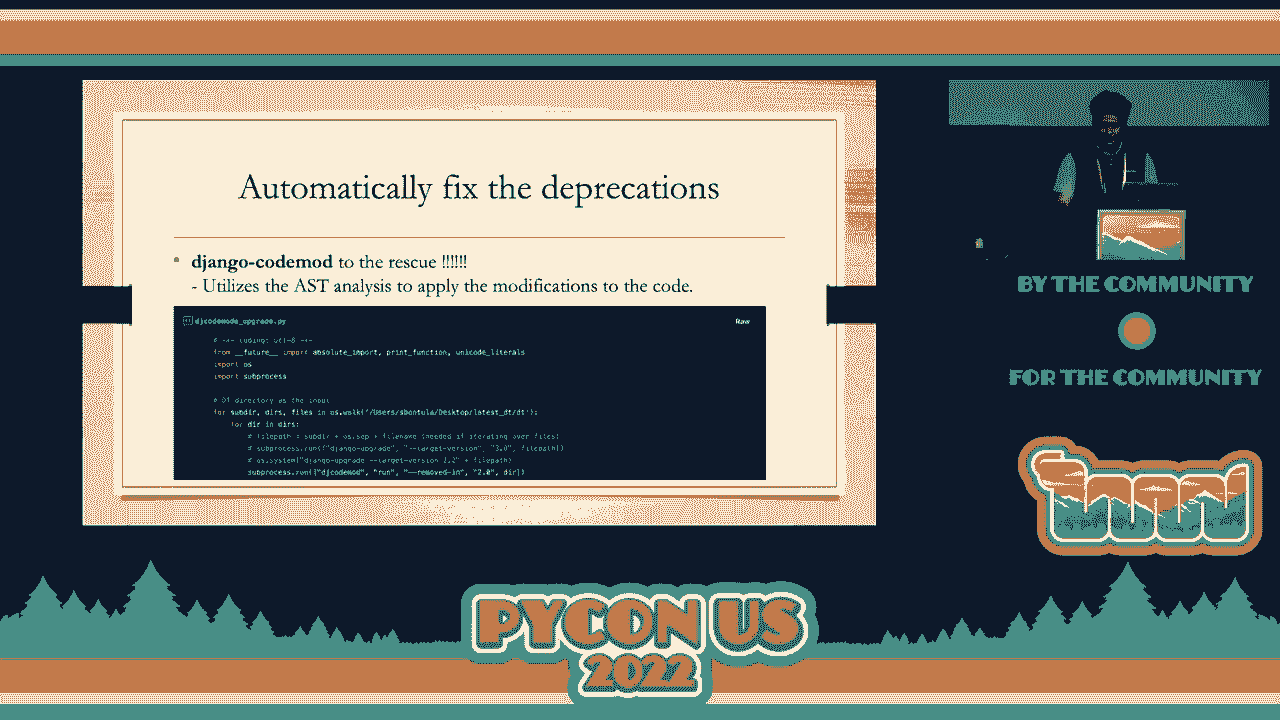 Automatically fix the deprecations
django-codemod to the rescue !!!!!!
- Utilizes the AST analysis to apply the modifications to the code.
djcodemode_upgrade.py
Raw
# -*- coding: utf-8 -*-
from __future__ import absolute_import, print_function, unicode_literals
import os
import subprocess
# DT directory as the input
for subdir, dirs, files in os.walk('/Users/sbontula/Desktop/latest_dt/dt'):
for dir in dirs:
# filepath = subdir + os.sep + filename (needed if iterating over files)
# subprocess.run(["django-upgrade", "--target-version", "3.0", filepath])
# os.system("django-upgrade --target-version 3.2" + filepath)
subprocess.run(["djcodemod", "run", "--removed-in", "2.0", dir])
BY THE COMMUNITY
FOR THE COMMUNITY
PYCON US
2022